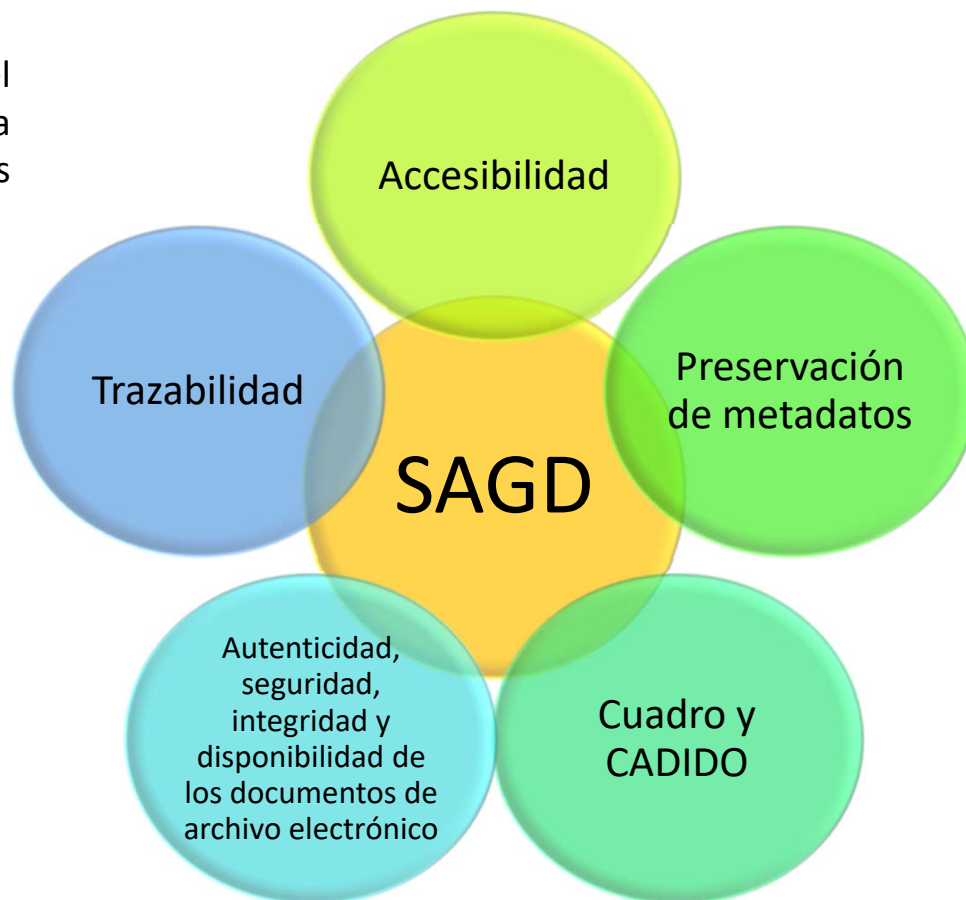 l
a
s
Accesibilidad
Trazabilidad
Preservación
de metadatos
SAGD
Autenticidad,
seguridad,
integridad y
disponibilidad de
los documentos de
archivo electrónico
Cuadro y
CADIDO